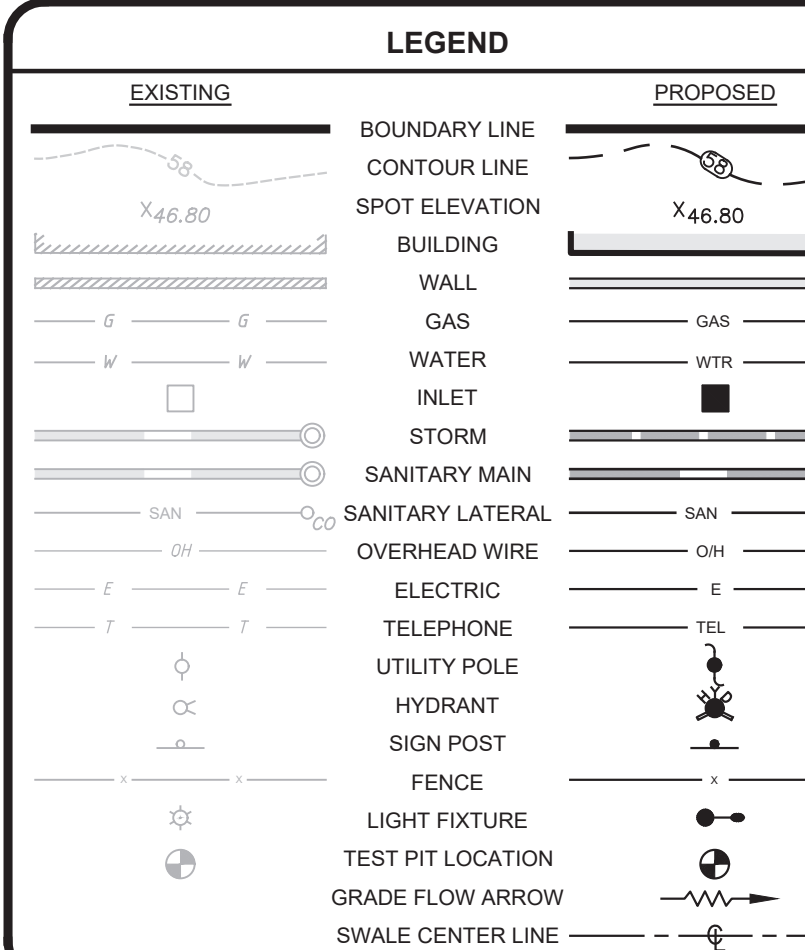 LEGEND
EXISTING PROPOSED
BOUNDARY LINE
58 CONTOUR LINE 58
X46.80 SPOT ELEVATION X46.80
BUILDING
WALL
G G GAS GAS
W W WATER WTR
INLET
STORM
SANITARY MAIN
SAN CO SANITARY LATERAL SAN
OH OVERHEAD WIRE O/H
E E ELECTRIC E
T T TELEPHONE TEL
UTILITY POLE
HYDRANT HYD
SIGN POST
x x FENCE x
LIGHT FIXTURE
TEST PIT LOCATION
GRADE FLOW ARROW
SWALE CENTER LINE ℄